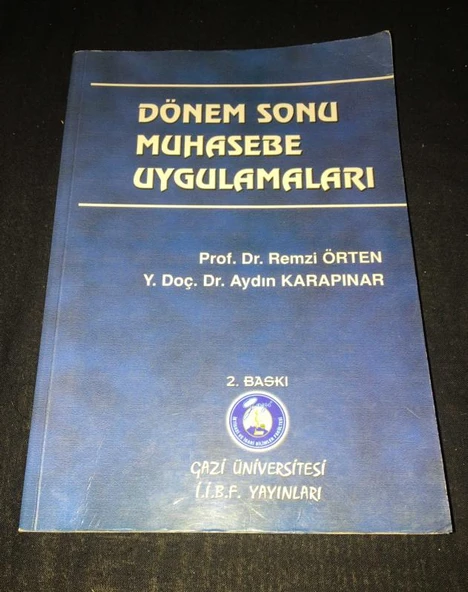 DÖNEM SONU
MUHASEBE
UYGULAMALARI
Prof. Dr. Remzi ÖRTEN
Y. Doç. Dr. Aydın KARAPINAR
2. BASKI
GAZİ ÜNİVERSİTESİ
İ.İ.B.F. YAYINLARI